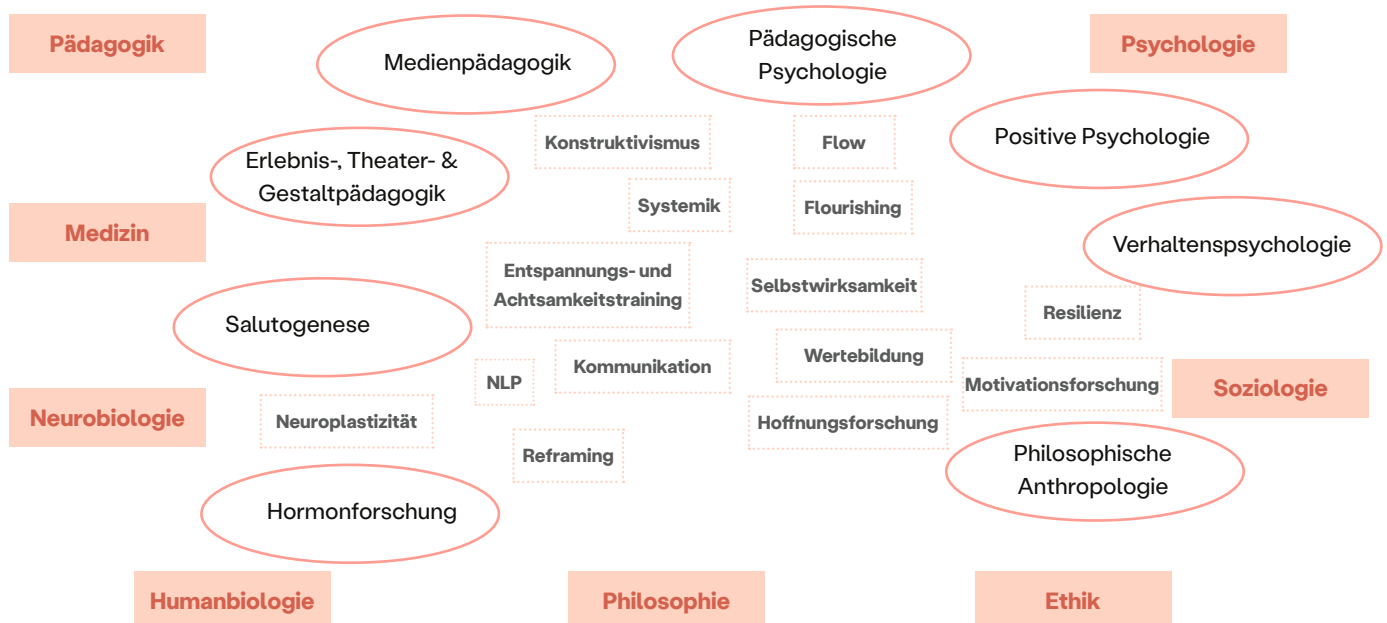 Pädagogik
Medienpädagogik
Pädagogische
Psychologie
Psychologie
Konstruktivismus
Flow
Positive Psychologie
Erlebnis-, Theater- &
Gestaltpädagogik
Systemik
Flourishing
Medizin
Verhaltenspsychologie
Entspannungs- und
Achtsamkeitstraining
Selbstwirksamkeit
Resilienz
Salutogenese
Wertebildung
Kommunikation
NLP
Motivationsforschung
Soziologie
Neurobiologie
Neuroplastizität
Hoffnungsforschung
Reframing
Philosophische
Anthropologie
Hormonforschung
Humanbiologie
Philosophie
Ethik